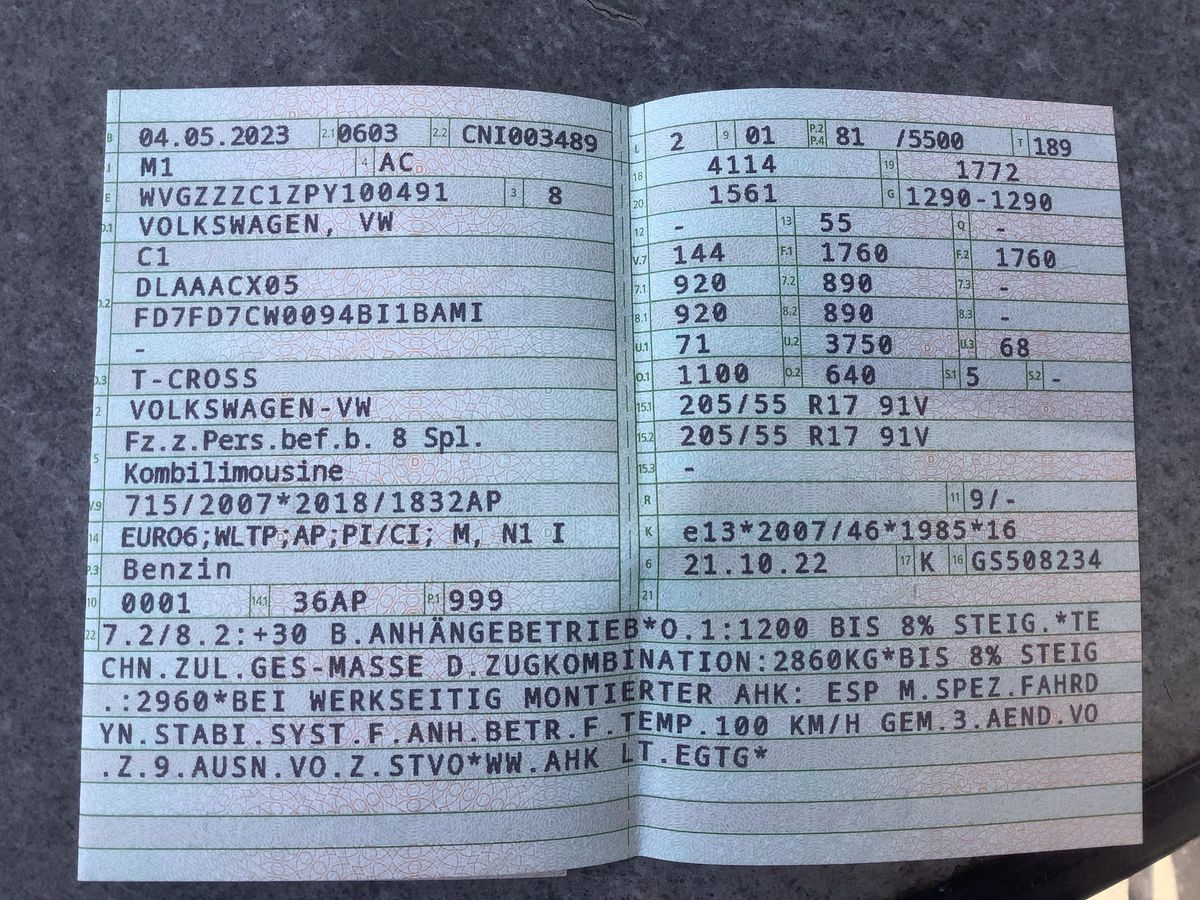 B 04.05.2023 2.1 0603 2.2 CNI003489
J M1 4 AC
E WVGZZZC1ZPY100491 3 8
D.1 VOLKSWAGEN, VW
C1
D.2 DLAAACX05
FD7FD7CW0094BI1BAMI
-
D.3 T-CROSS
2 VOLKSWAGEN-VW
5 Fz.z.Pers.bef.b. 8 Spl.
Kombilimousine
V.9 715/2007*2018/1832AP
14 EURO6;WLTP;AP;PI/CI; M, N1 I
P.3 Benzin
10 0001 14.1 36AP P.1 999
L 2 9 01 P.2 P.4 81 /5500 T 189
18 4114 19 1772
20 1561 G 1290-1290
12 - 13 55 Q -
V.7 144 F.1 1760 F.2 1760
7.1 920 7.2 890 7.3 -
8.1 920 8.2 890 8.3 -
U.1 71 U.2 3750 U.3 68
O.1 1100 O.2 640 S.1 5 S.2 -
15.1 205/55 R17 91V
15.2 205/55 R17 91V
15.3 -
R 11 9/-
K e13*2007/46*1985*16
6 21.10.22 17 K 16 GS508234
21
22 7.2/8.2:+30 B.ANHÄNGEBETRIEB*O.1:1200 BIS 8% STEIG.*TE
CHN.ZUL.GES-MASSE D.ZUGKOMBINATION:2860KG*BIS 8% STEIG
.:2960*BEI WERKSEITIG MONTIERTER AHK: ESP M.SPEZ.FAHRD
YN.STABI.SYST.F.ANH.BETR.F.TEMP.100 KM/H GEM.3.AEND.VO
.Z.9.AUSN.VO.Z.STVO*WW.AHK LT.EGTG*